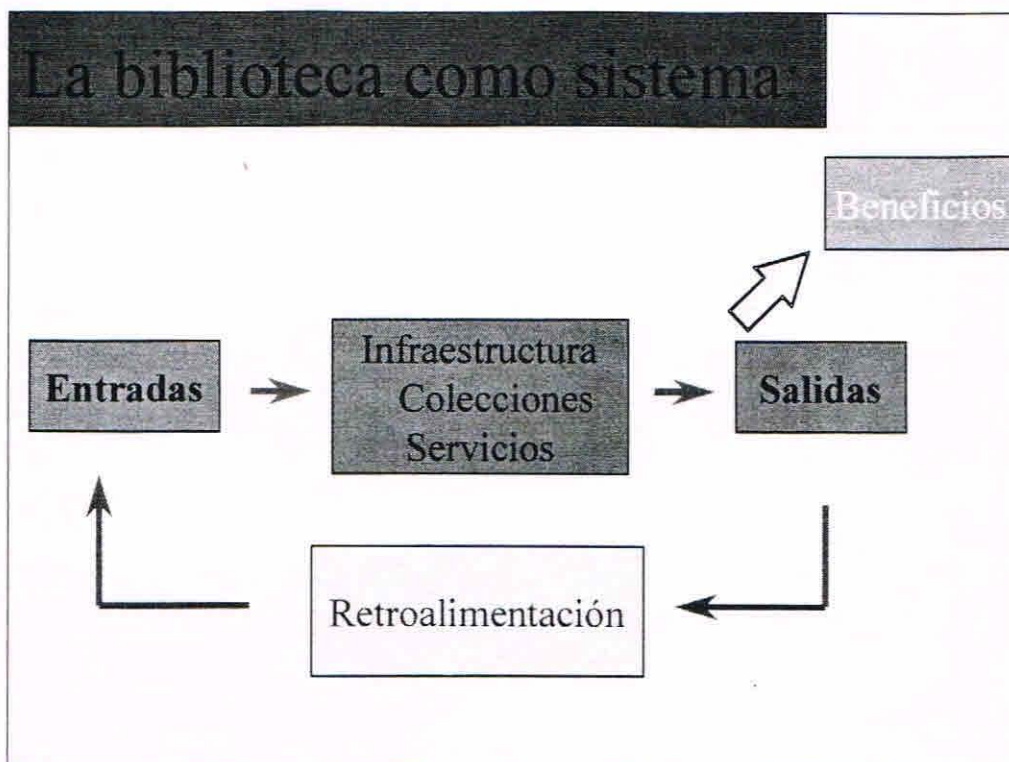 La biblioteca como sistema:
Beneficios
Entradas
Infraestructura
Colecciones
Servicios
Salidas
Retroalimentación